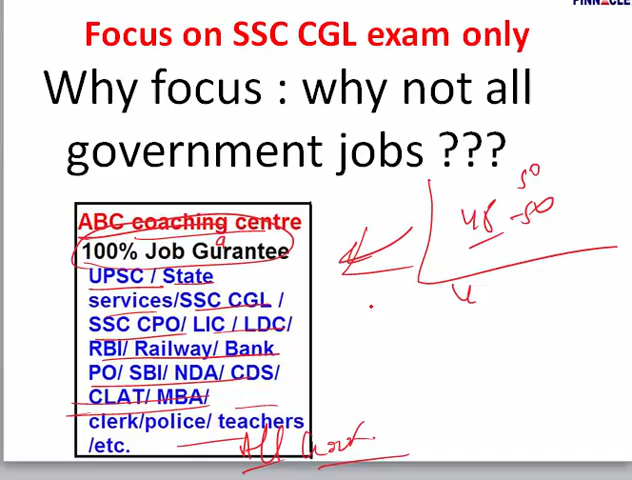 PINNACLE
Focus on SSC CGL exam only
Why focus : why not all
government jobs ???
50
48 -50
ABC coaching centre
100% Job Gurantee
a
UPSC / State
services/SSC CGL /
SSC CPO/ LIC / LDC/
RBI/ Railway/ Bank
PO/ SBI/ NDA/ CDS/
CLAT/ MBA/
clerk/police/ teachers
/etc.
All Govt.